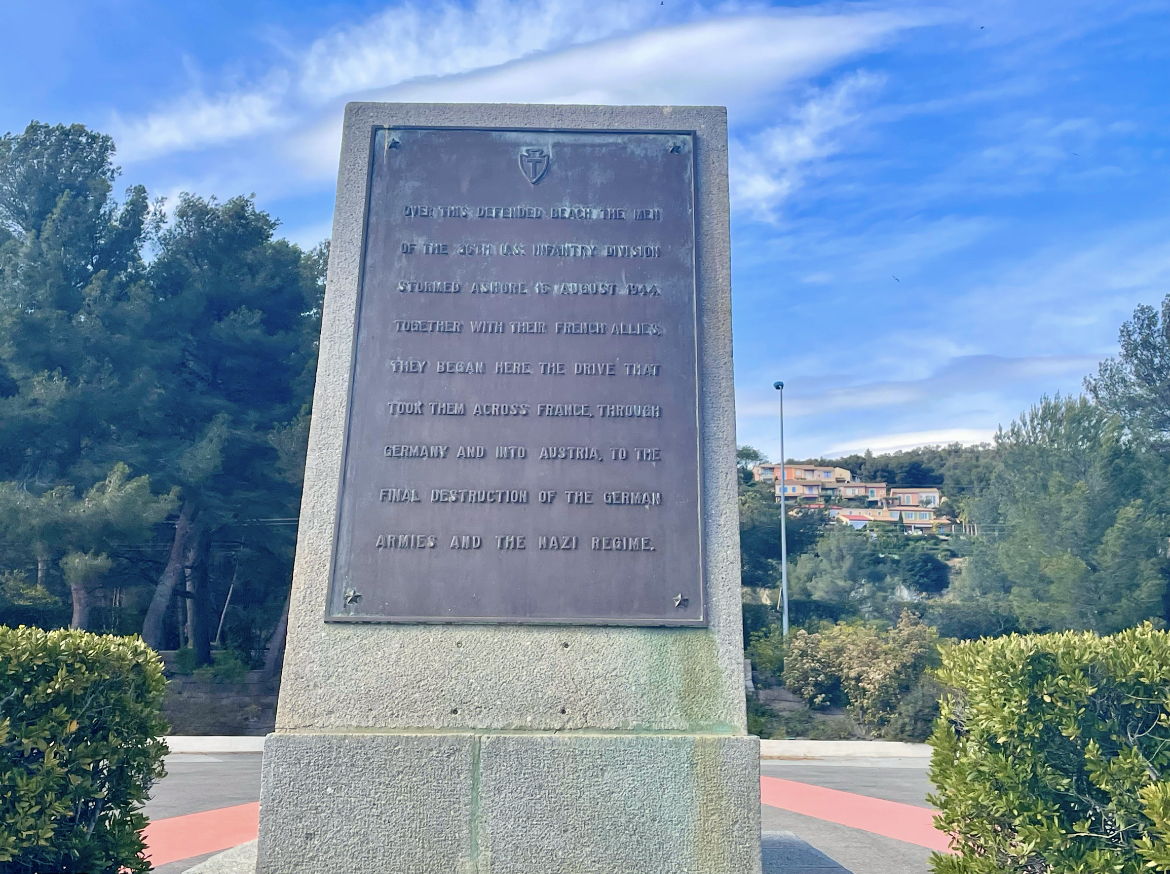 OVER THIS DEFENDED BEACH THE MEN
OF THE 36TH U.S. INFANTRY DIVISION
STORMED ASHORE 15 AUGUST 1944.
TOGETHER WITH THEIR FRENCH ALLIES,
THEY BEGAN HERE THE DRIVE THAT
TOOK THEM ACROSS FRANCE, THROUGH
GERMANY AND INTO AUSTRIA, TO THE
FINAL DESTRUCTION OF THE GERMAN
ARMIES AND THE NAZI REGIME.